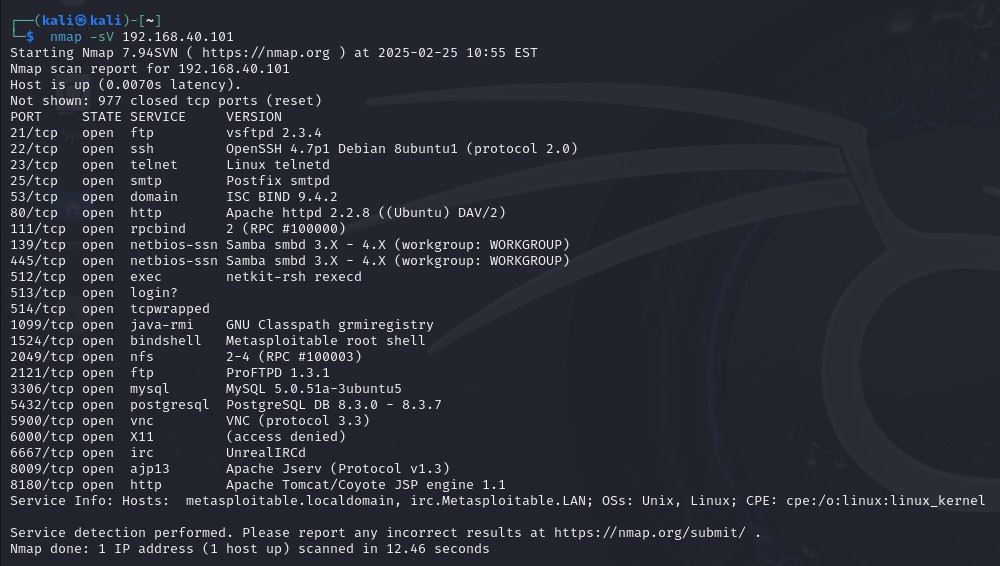 ┌──(kali㉿kali)-[~]
└─$ nmap -sV 192.168.40.101
Starting Nmap 7.94SVN ( https://nmap.org ) at 2025-02-25 10:55 EST
Nmap scan report for 192.168.40.101
Host is up (0.0070s latency).
Not shown: 977 closed tcp ports (reset)
PORT     STATE SERVICE     VERSION
21/tcp   open  ftp         vsftpd 2.3.4
22/tcp   open  ssh         OpenSSH 4.7p1 Debian 8ubuntu1 (protocol 2.0)
23/tcp   open  telnet      Linux telnetd
25/tcp   open  smtp        Postfix smtpd
53/tcp   open  domain      ISC BIND 9.4.2
80/tcp   open  http        Apache httpd 2.2.8 ((Ubuntu) DAV/2)
111/tcp  open  rpcbind     2 (RPC #100000)
139/tcp  open  netbios-ssn Samba smbd 3.X - 4.X (workgroup: WORKGROUP)
445/tcp  open  netbios-ssn Samba smbd 3.X - 4.X (workgroup: WORKGROUP)
512/tcp  open  exec        netkit-rsh rexecd
513/tcp  open  login?
514/tcp  open  tcpwrapped
1099/tcp open  java-rmi    GNU Classpath grmiregistry
1524/tcp open  bindshell   Metasploitable root shell
2049/tcp open  nfs         2-4 (RPC #100003)
2121/tcp open  ftp         ProFTPD 1.3.1
3306/tcp open  mysql       MySQL 5.0.51a-3ubuntu5
5432/tcp open  postgresql  PostgreSQL DB 8.3.0 - 8.3.7
5900/tcp open  vnc         VNC (protocol 3.3)
6000/tcp open  X11         (access denied)
6667/tcp open  irc         UnrealIRCd
8009/tcp open  ajp13       Apache Jserv (Protocol v1.3)
8180/tcp open  http        Apache Tomcat/Coyote JSP engine 1.1
Service Info: Hosts:  metasploitable.localdomain, irc.Metasploitable.LAN; OSs: Unix, Linux; CPE: cpe:/o:linux:linux_kernel
Service detection performed. Please report any incorrect results at https://nmap.org/submit/ .
Nmap done: 1 IP address (1 host up) scanned in 12.46 seconds